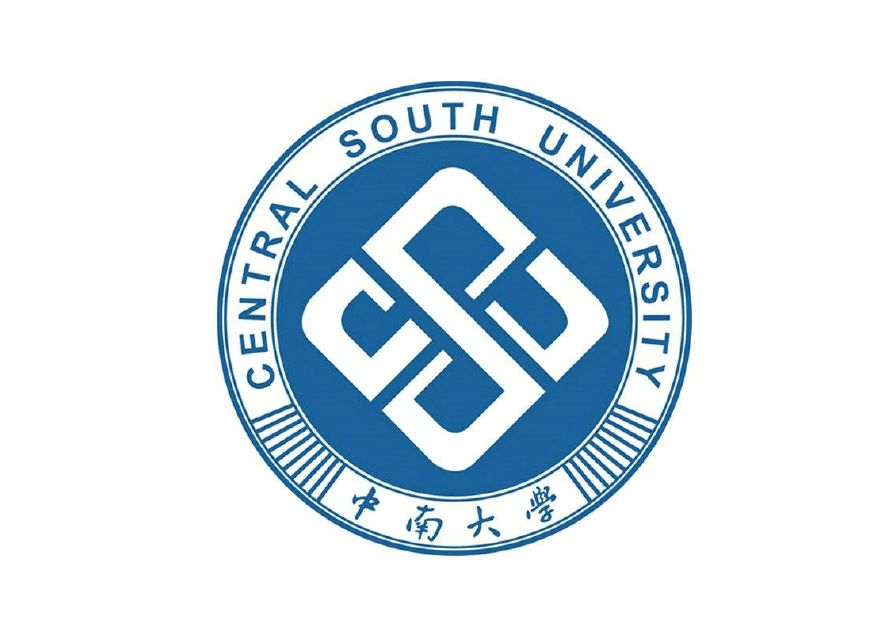 CENTRAL SOUTH UNIVERSITY
中南大學